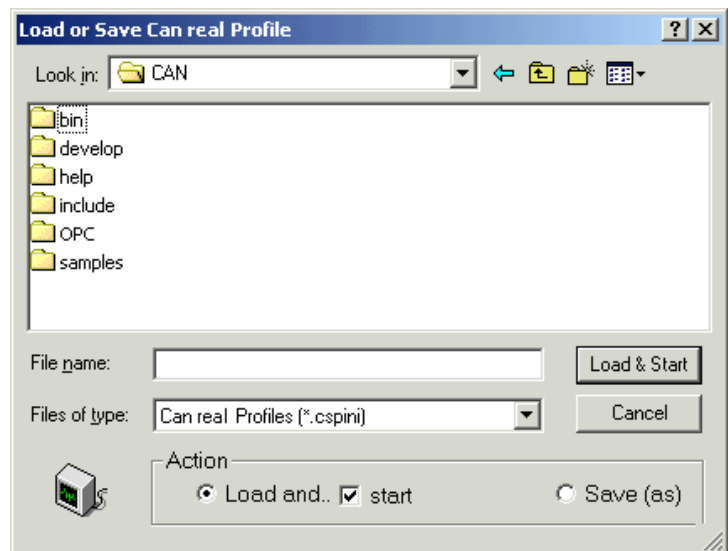 Load or Save Can real Profile
Look in: CAN
bin
develop
help
include
OPC
samples
File name: Load & Start
Files of type: Can real Profiles (*.cspini) Cancel
Action
Load and.. start Save (as)